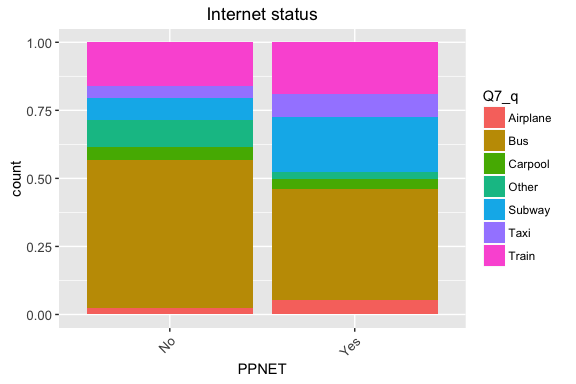 Internet status
1.00
0.75
0.50
0.25
0.00
count
No
Yes
PPNET
Q7_q
Airplane
Bus
Carpool
Other
Subway
Taxi
Train